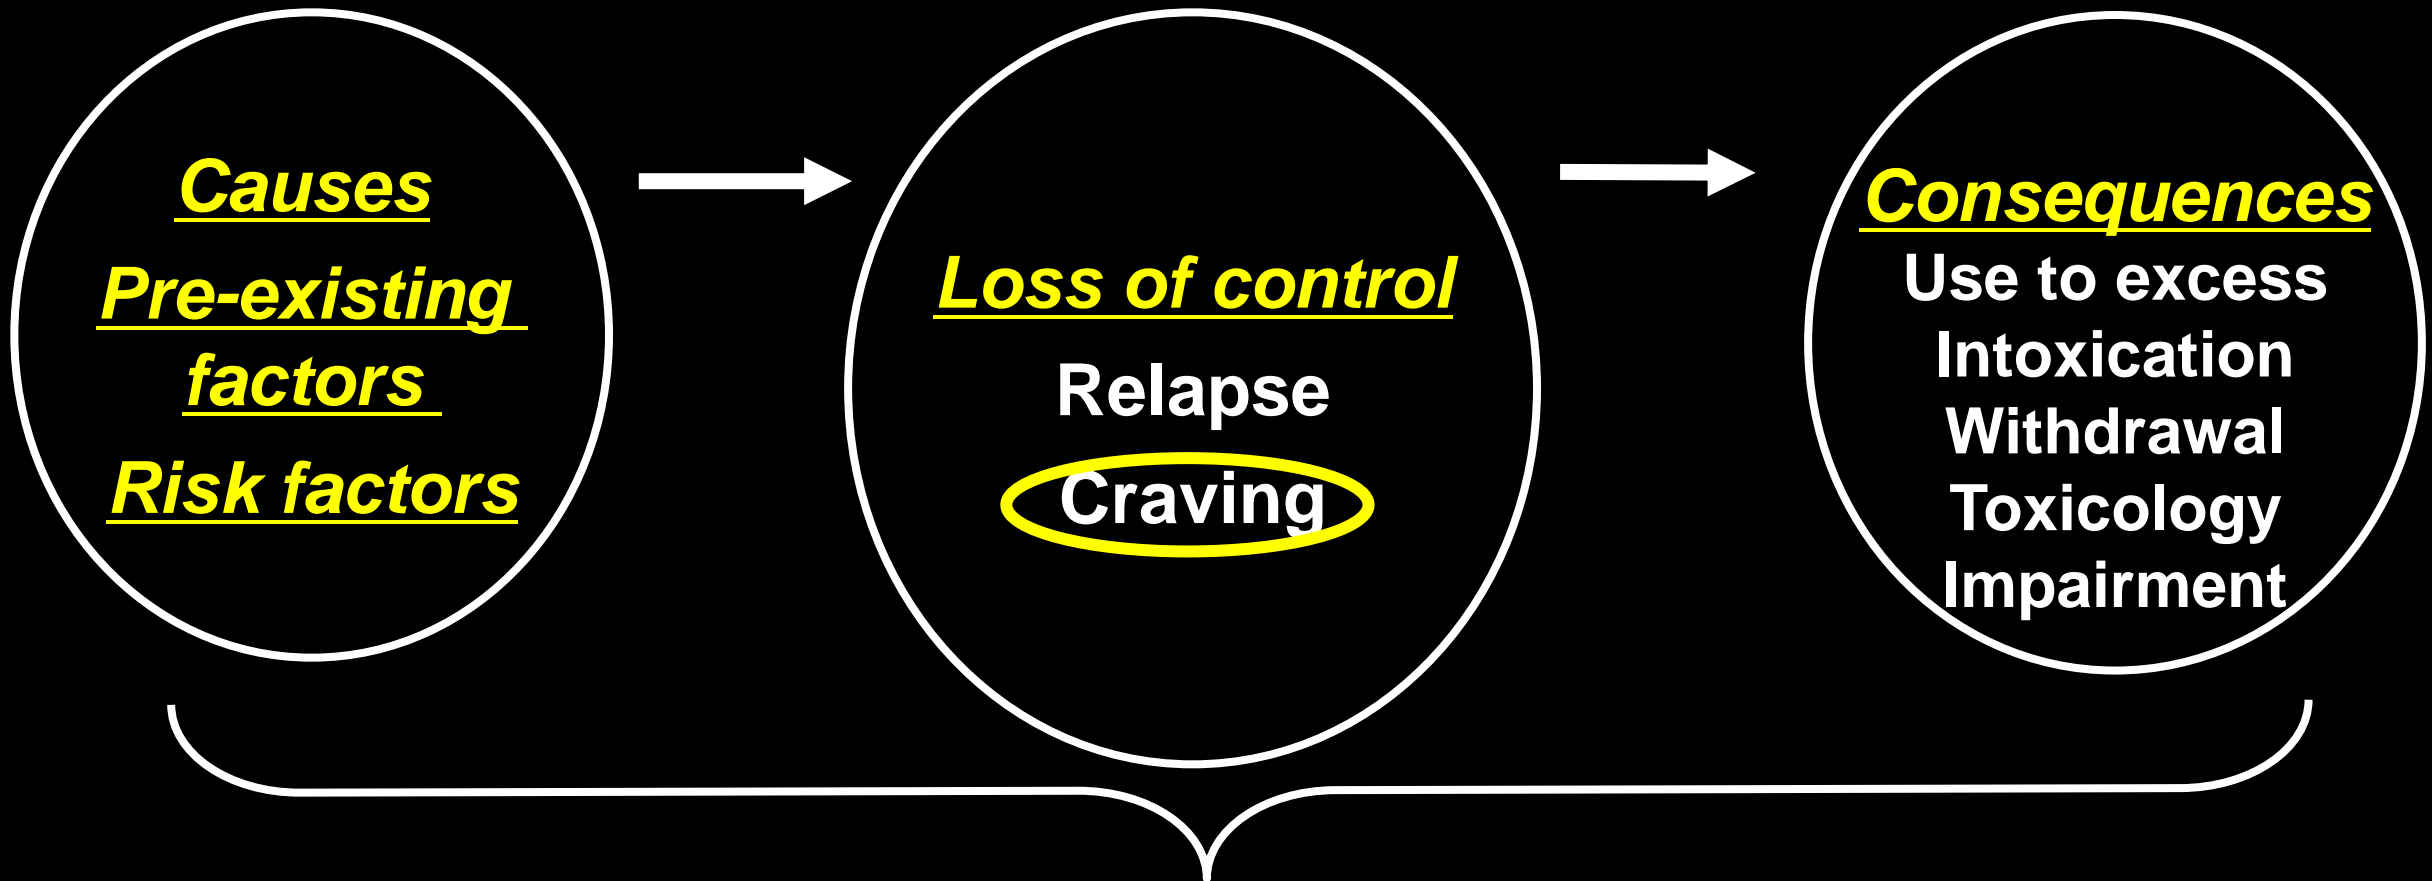 Causes
Pre-existing
factors
Risk factors
Loss of control
Relapse
Craving
Consequences
Use to excess
Intoxication
Withdrawal
Toxicology
Impairment